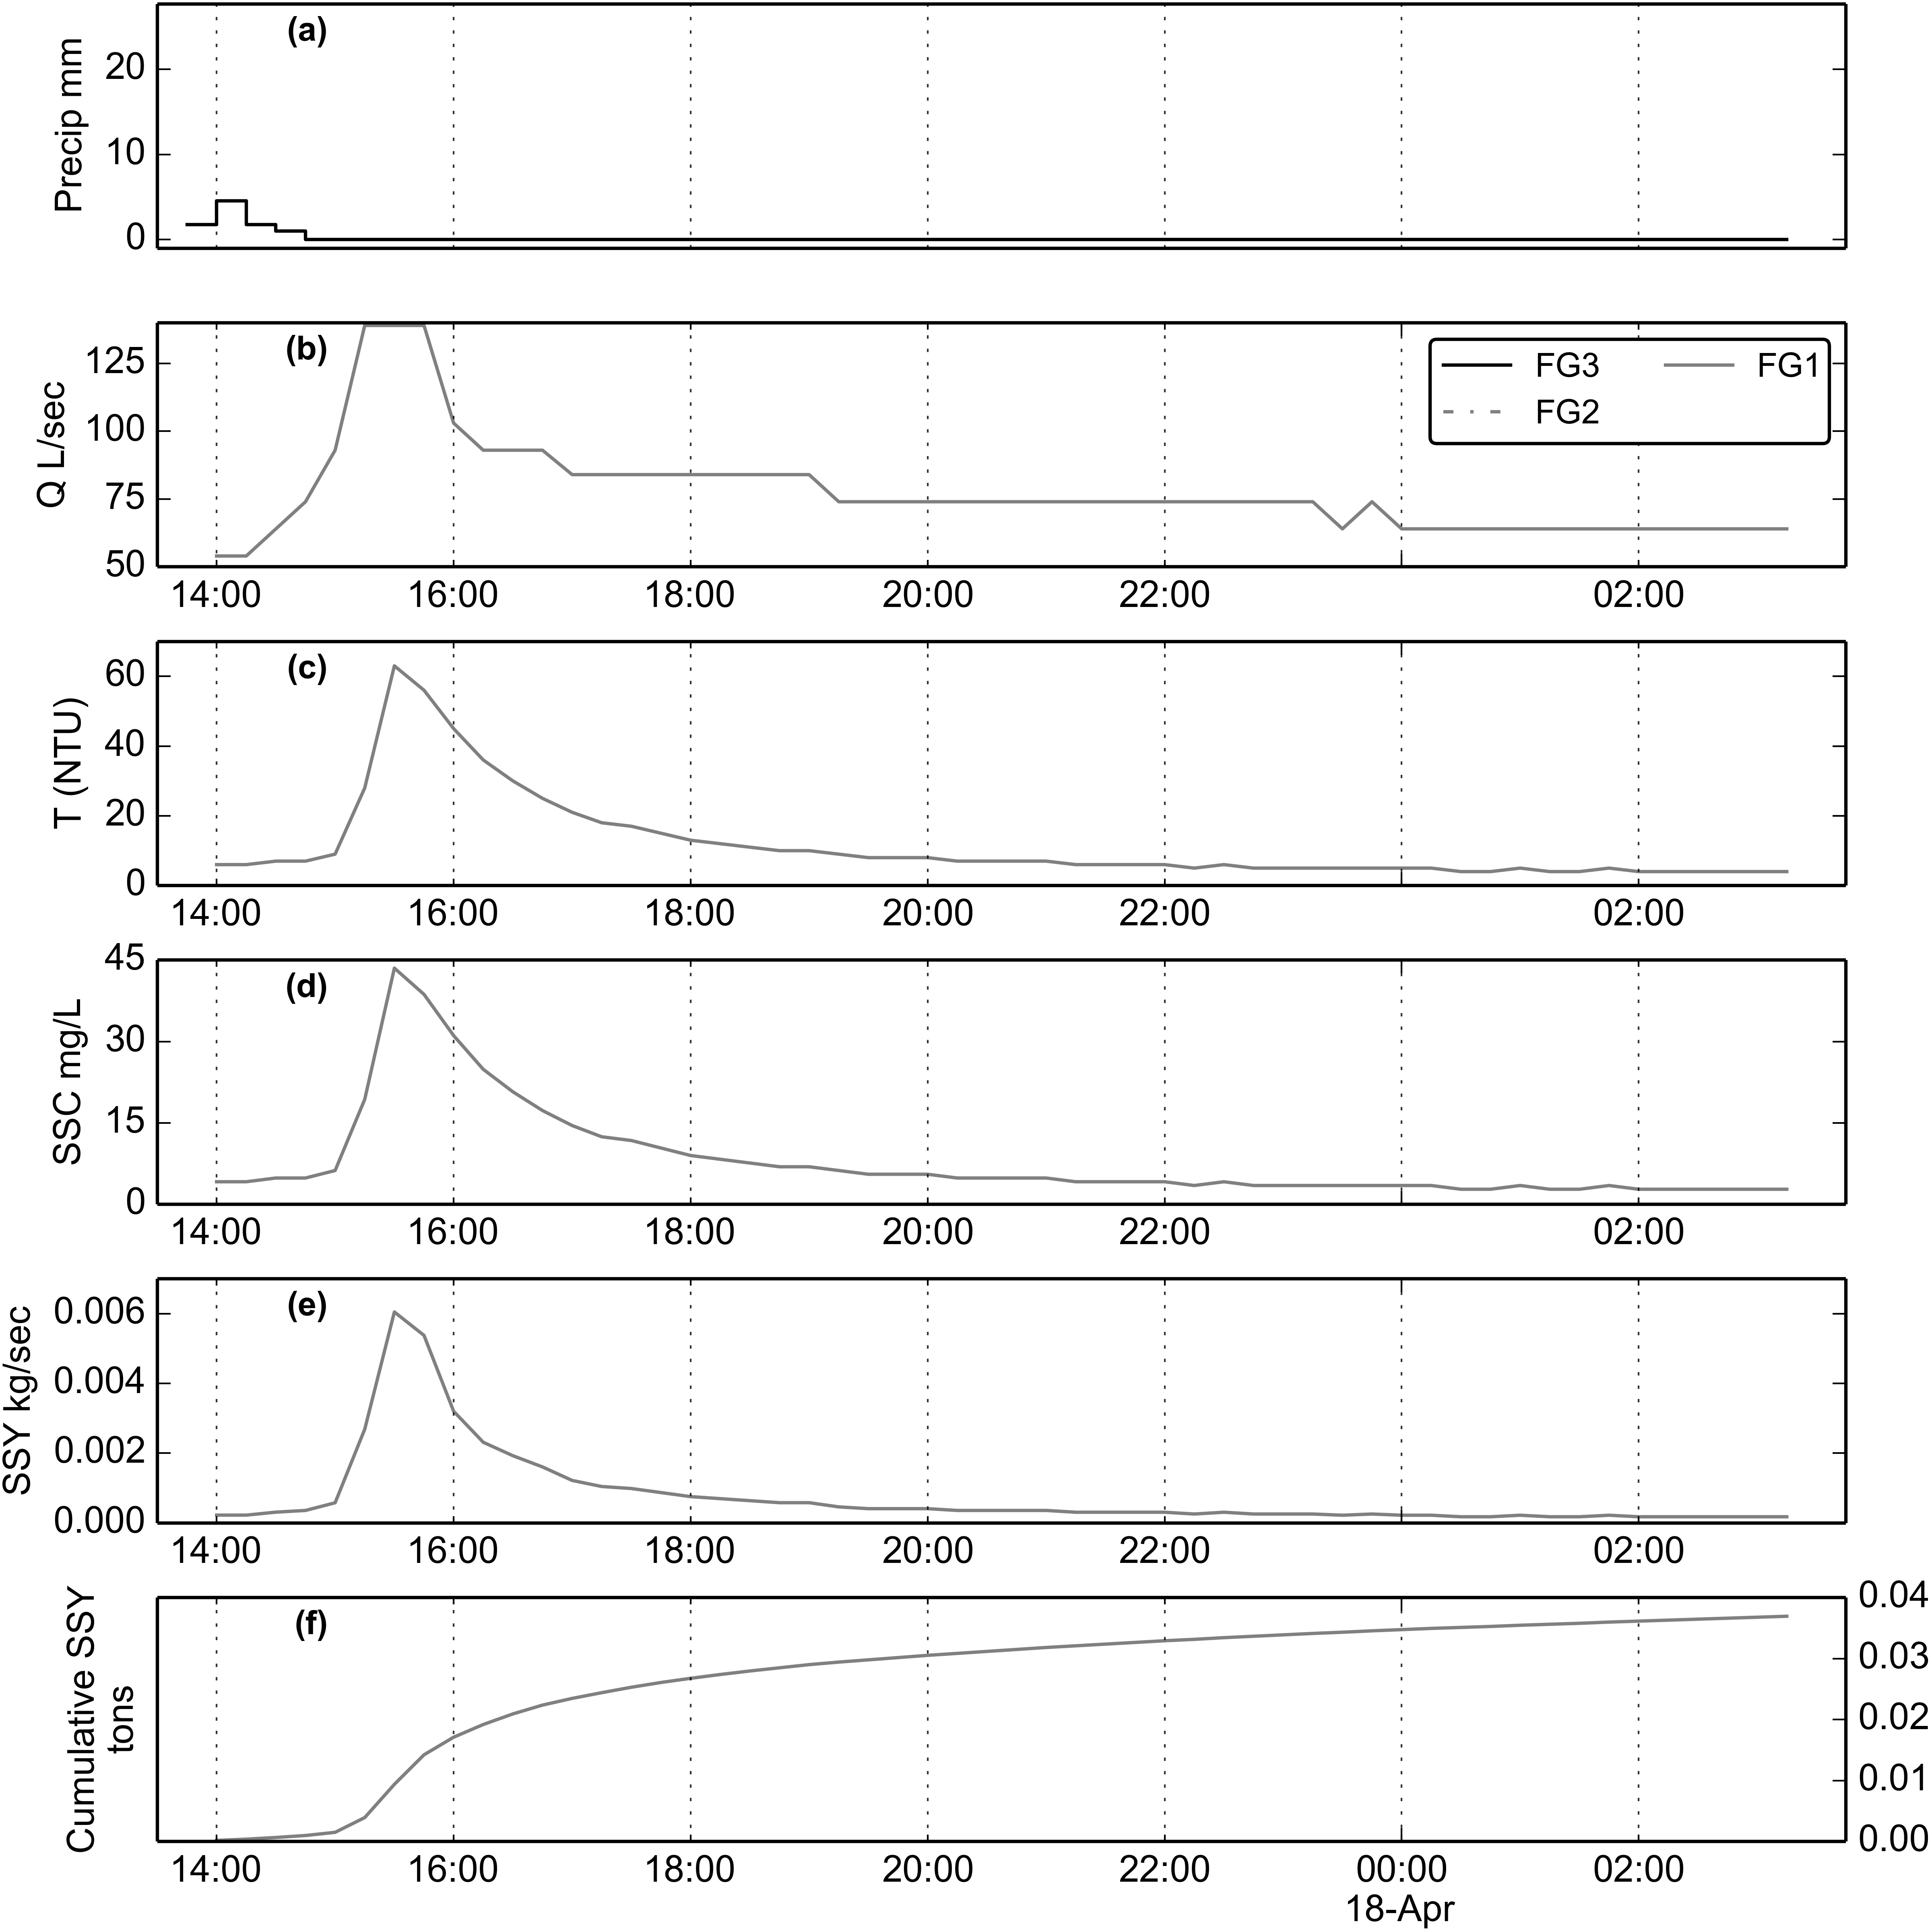 (a)
Precip mm
20
10
0
(b)
Q L/sec
125
100
75
50
FG3
FG1
FG2
14:00 16:00 18:00 20:00 22:00 02:00
(c)
T (NTU)
60
40
20
0
14:00 16:00 18:00 20:00 22:00 02:00
(d)
SSC mg/L
45
30
15
0
14:00 16:00 18:00 20:00 22:00 02:00
(e)
SSY kg/sec
0.006
0.004
0.002
0.000
14:00 16:00 18:00 20:00 22:00 02:00
(f)
Cumulative SSY
tons
0.04
0.03
0.02
0.01
0.00
14:00 16:00 18:00 20:00 22:00 00:00 02:00
18-Apr